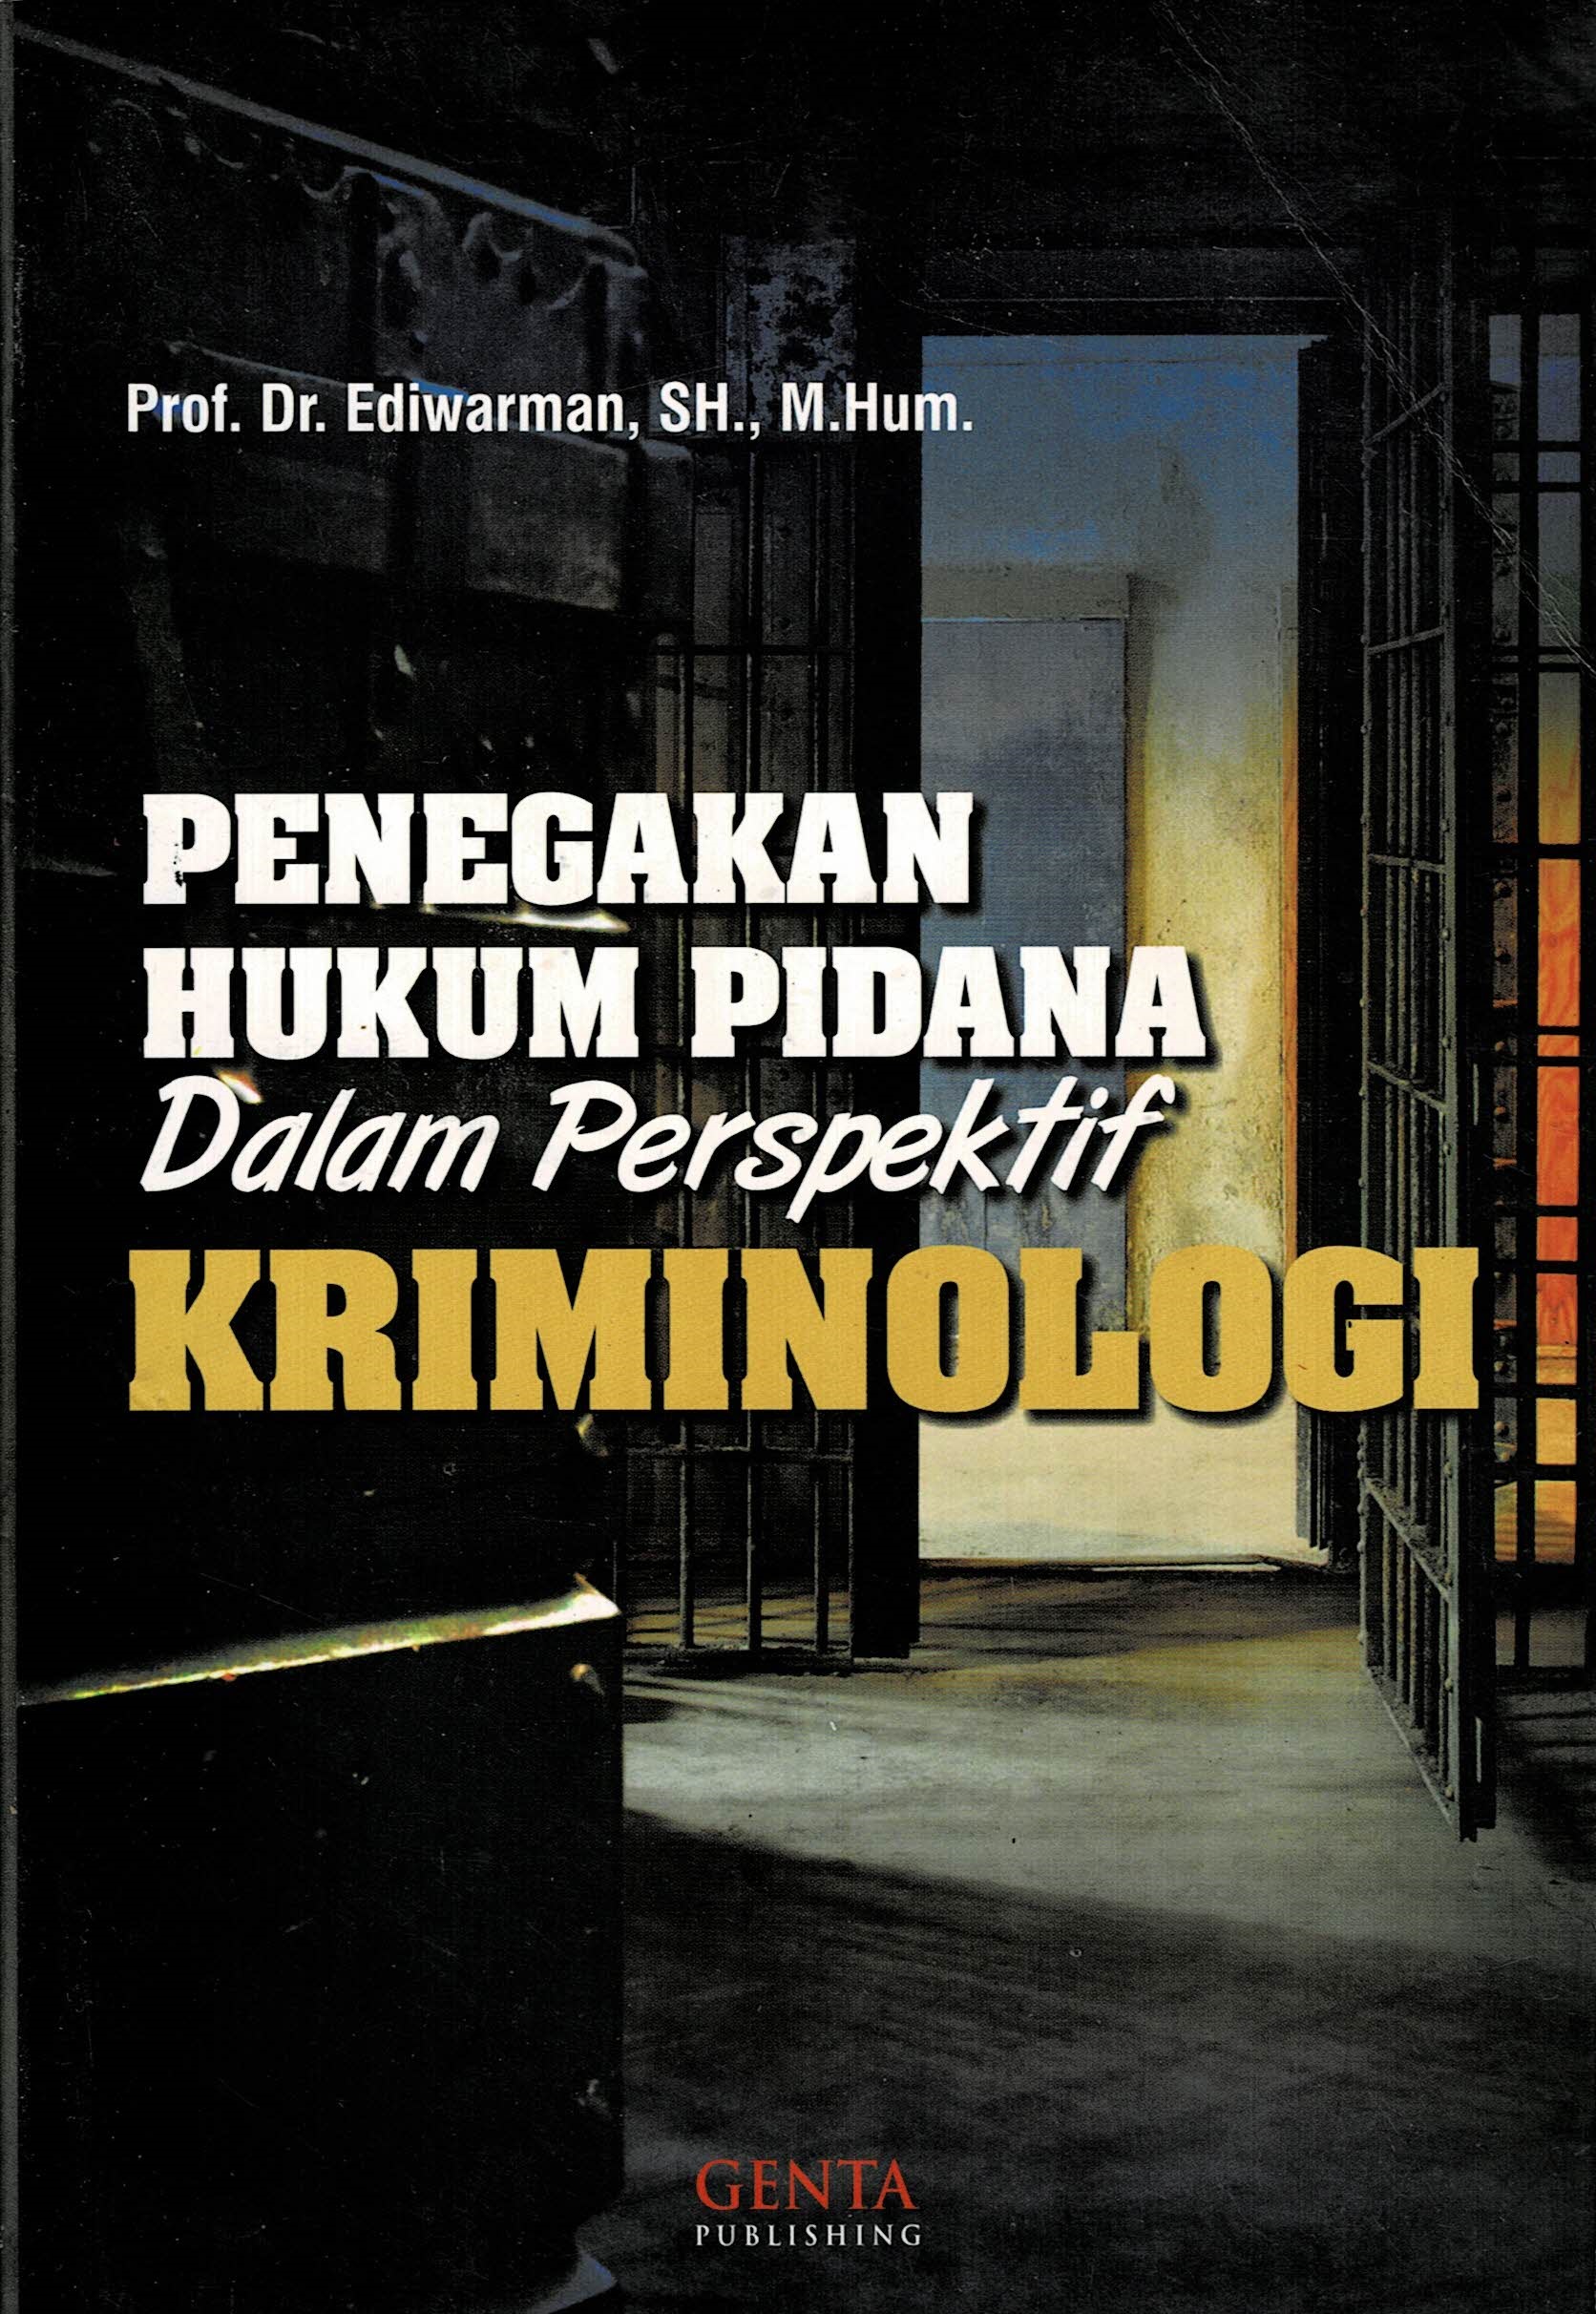 Prof. Dr. Ediwarman, SH., M.Hum.
PENEGAKAN
HUKUM PIDANA
Dalam Perspektif
KRIMINOLOGI
GENTA
PUBLISHING